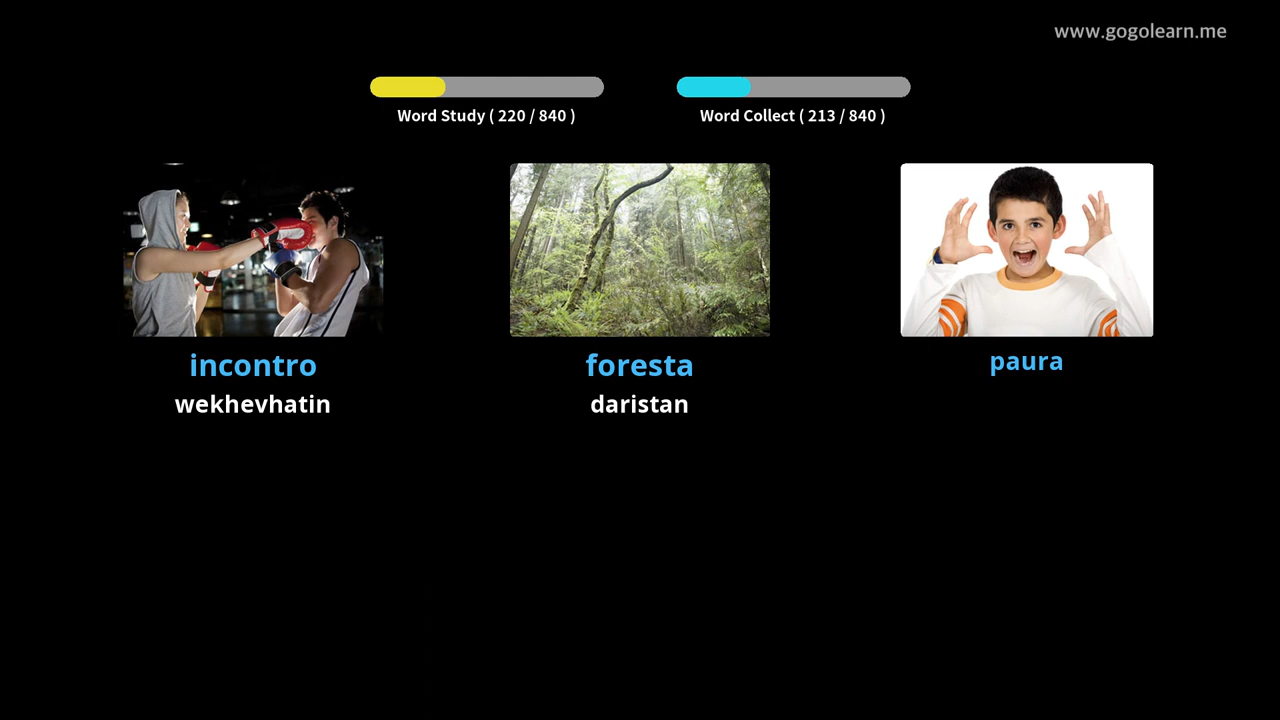 www.gogolearn.me
Word Study ( 220 / 840 )
Word Collect ( 213 / 840 )
incontro
wekhevhatin
foresta
daristan
paura